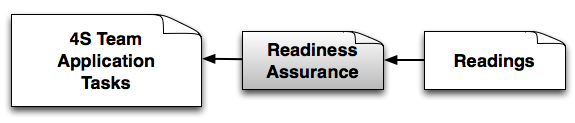 4S Team
Application
Tasks
Readiness
Assurance
Readings